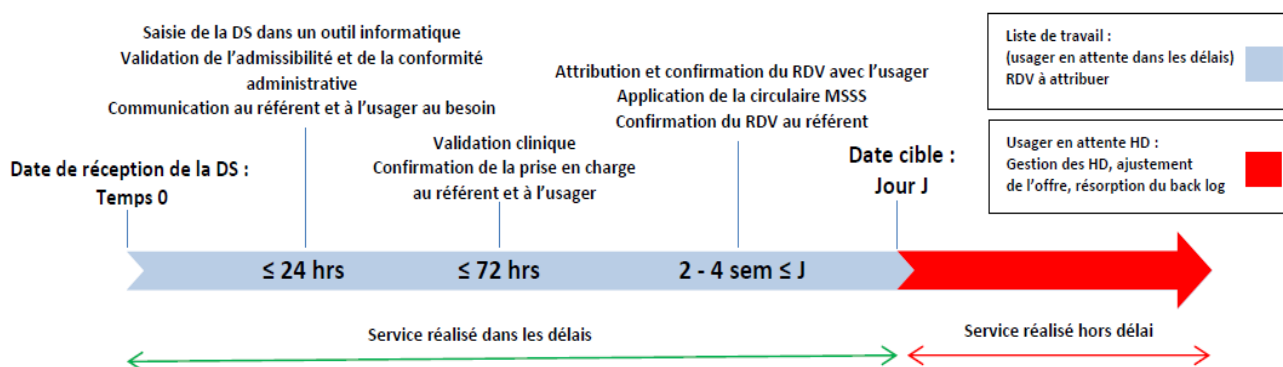 Saisie de la DS dans un outil informatique
Validation de l'admissibilité et de la conformité
administrative
Communication au référent et à l'usager au besoin
Attribution et confirmation du RDV avec l'usager
Application de la circulaire MSSS
Confirmation du RDV au référent
Liste de travail :
(usager en attente dans les délais)
RDV à attribuer
Date de réception de la DS :
Temps 0
Validation clinique
Confirmation de la prise en charge
au référent et à l'usager
Date cible :
Jour J
Usager en attente HD :
Gestion des HD, ajustement
de l'offre, résorption du back log
≤ 24 hrs
≤ 72 hrs
2 - 4 sem ≤ J
Service réalisé dans les délais
Service réalisé hors délai